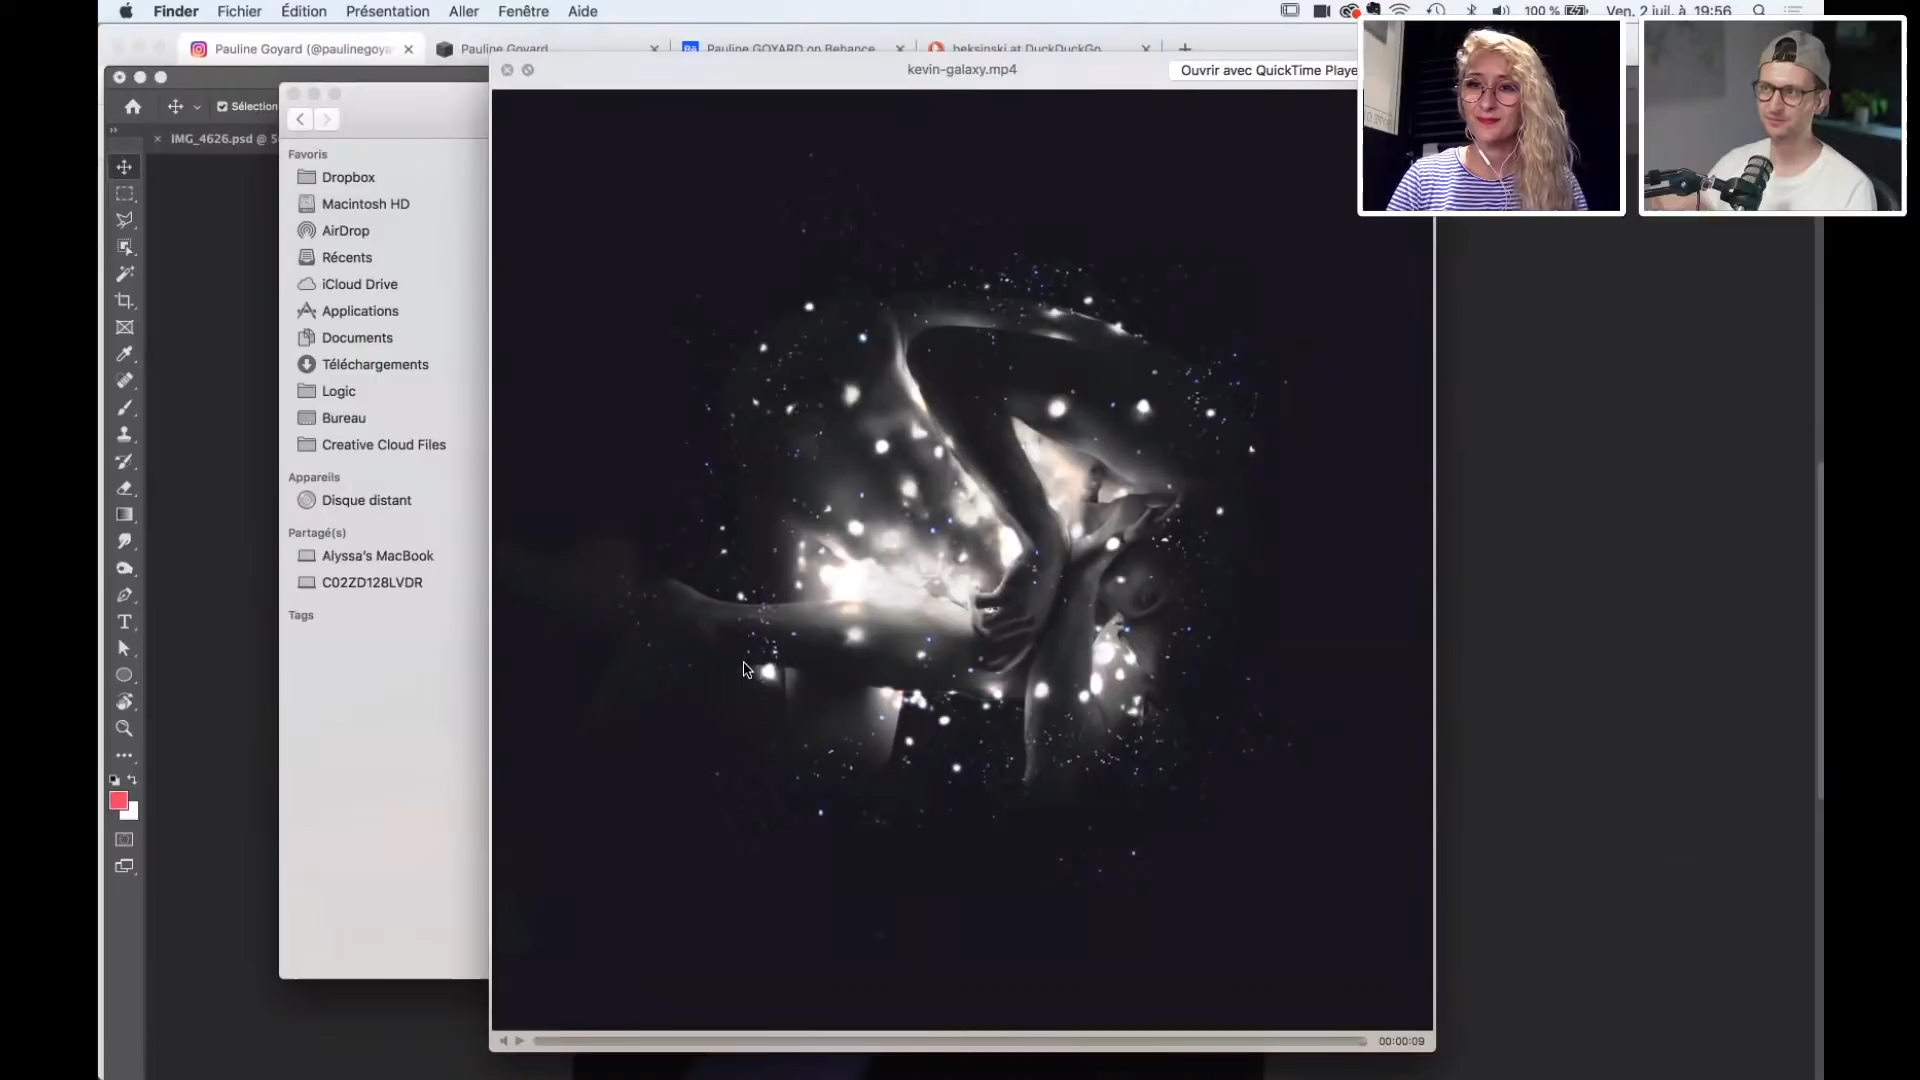 Finder Fichier Édition Présentation Aller Fenêtre Aide 100 % Ven. 2 juil. à 19:56
Pauline Goyard (@paulinegoyar Pauline Goyard Pauline GOYARD on Behance beksinski at DuckDuckGo
kevin-galaxy.mp4 Ouvrir avec QuickTime Playe
Sélection
IMG_4626.psd @ 5
Favoris
Dropbox
Macintosh HD
AirDrop
Récents
iCloud Drive
Applications
Documents
Téléchargements
Logic
Bureau
Creative Cloud Files
Appareils
Disque distant
Partagé(s)
Alyssa's MacBook
C02ZD128LVDR
Tags
00:00:09